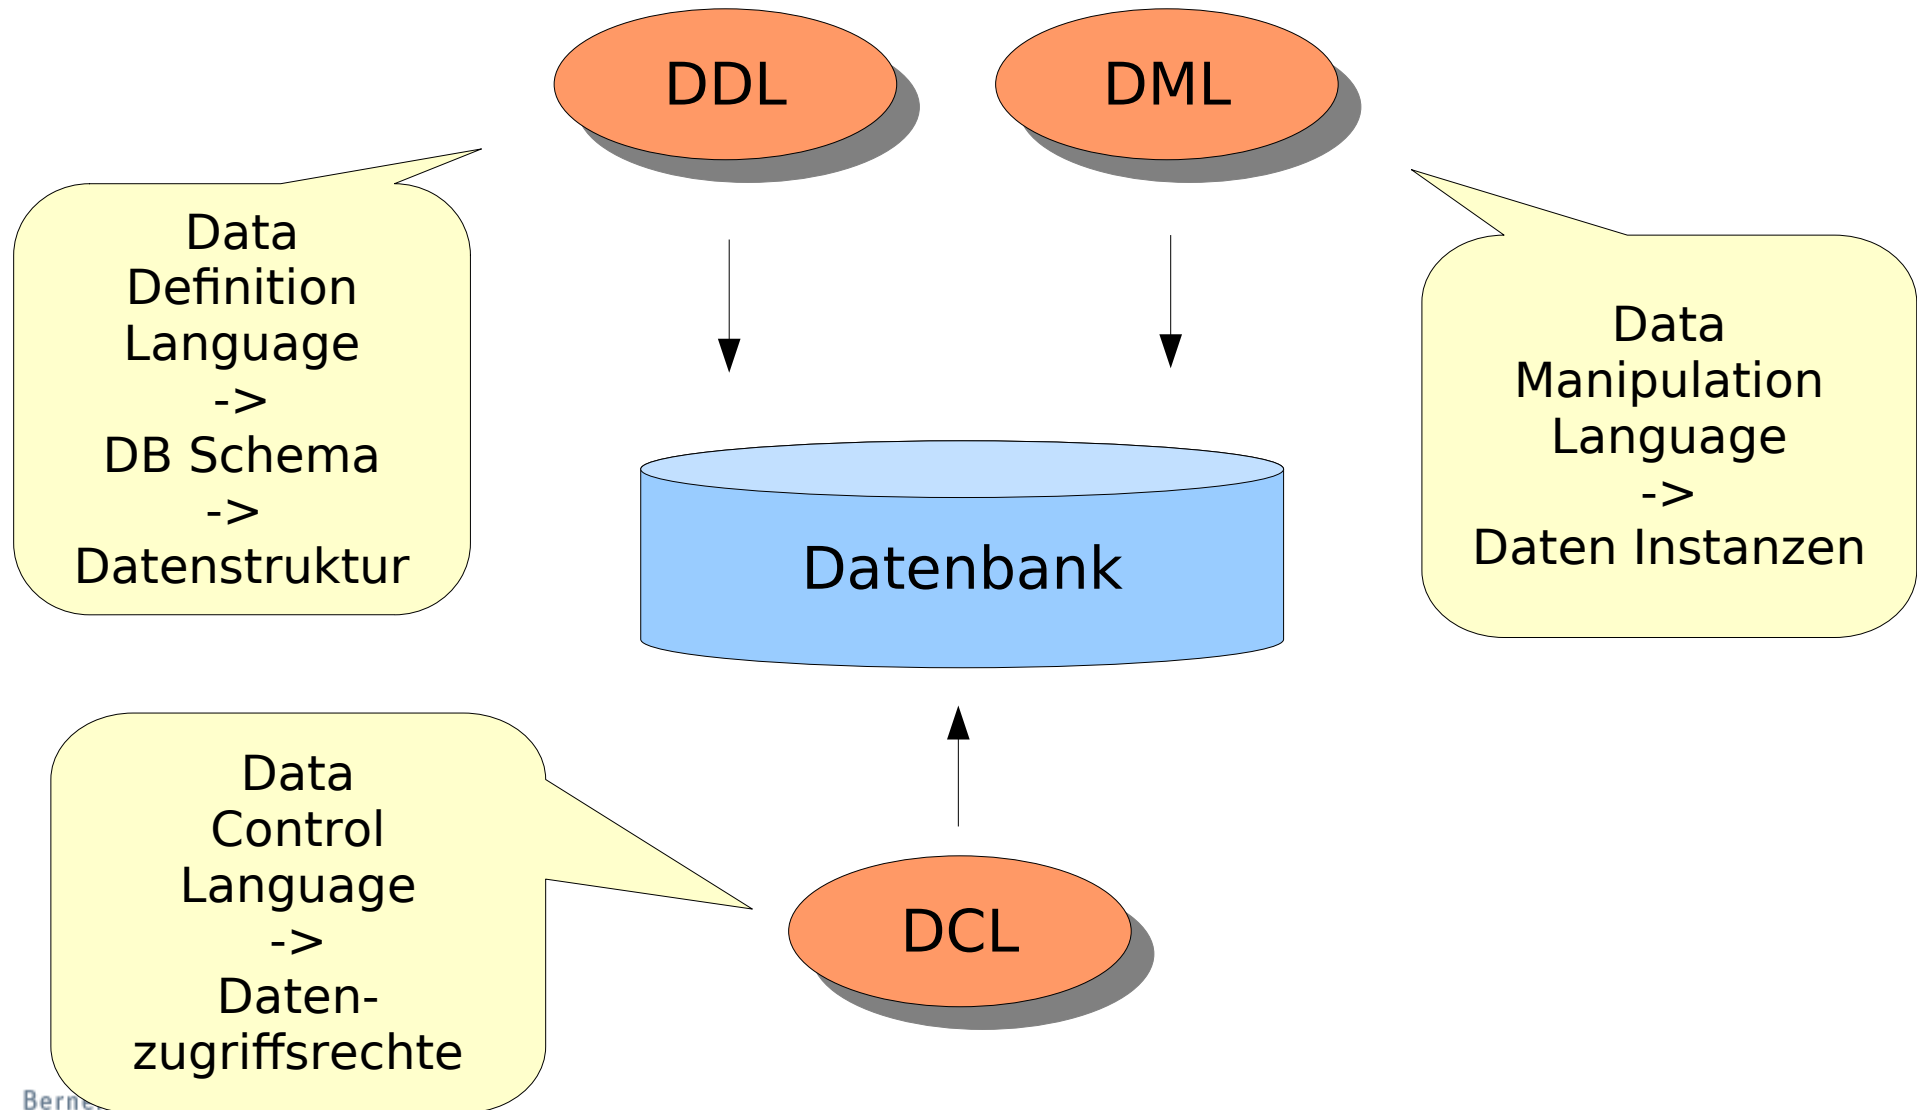 DDL
DML
Data
Definition
Language
->
DB Schema
->
Datenstruktur
Data
Manipulation
Language
->
Daten Instanzen
Datenbank
Data
Control
Language
->
Daten-
zugriffsrechte
DCL